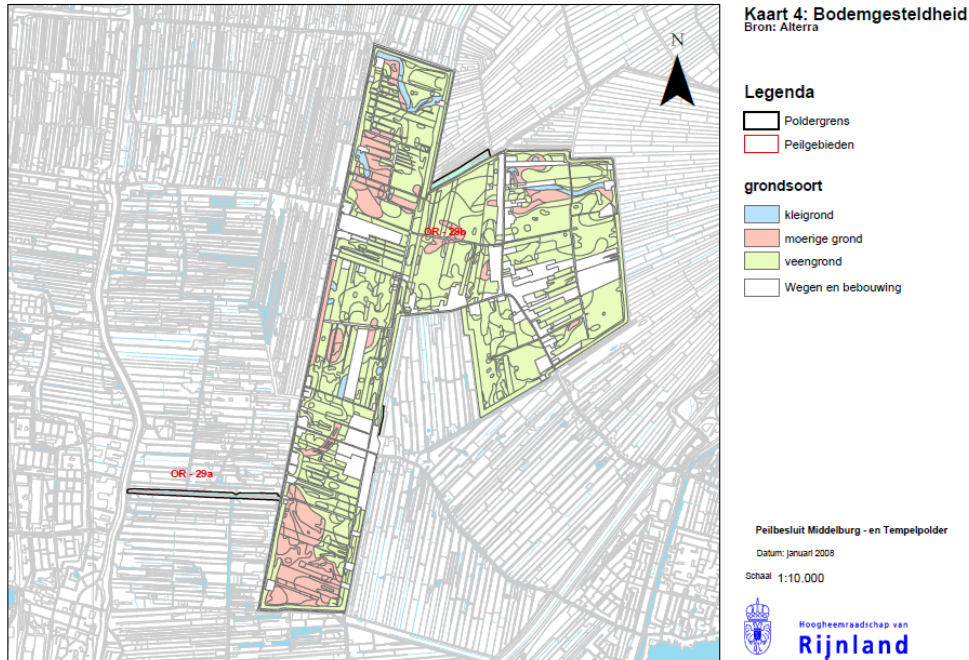 Kaart 4: Bodemgesteldheid
Bron: Alterra
N
Legenda
Poldergrens
Peilgebieden
grondsoort
kleigrond
moerige grond
veengrond
Wegen en bebouwing
OR - 29b
OR - 29a
Peilbesluit Middelburg - en Tempelpolder
Datum: januari 2008
Schaal 1:10.000
Hoogheemraadschap van
Rijnland